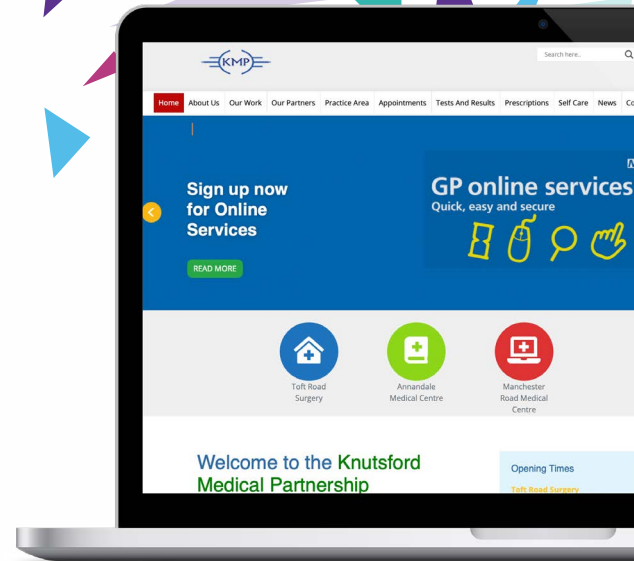 KMP
Search here..
Home About Us Our Work Our Partners Practice Area Appointments Tests And Results Prescriptions Self Care News
Sign up now
for Online
Services
READ MORE
GP online services
Quick, easy and secure
Toft Road
Surgery
Annandale
Medical Centre
Manchester
Road Medical
Centre
Welcome to the Knutsford
Medical Partnership
Opening Times
Toft Road Surgery